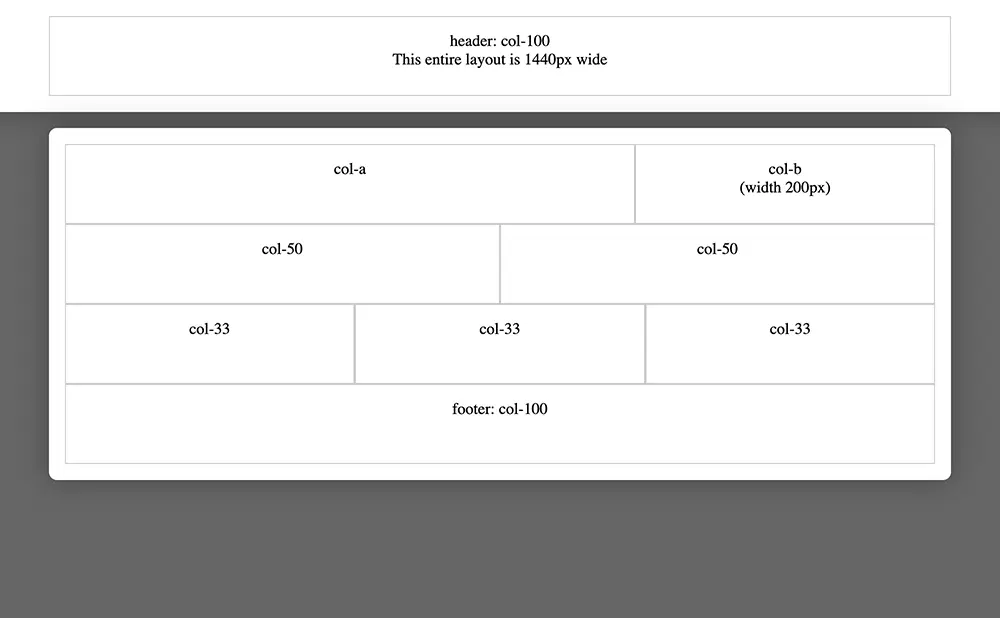 header: col-100
This entire layout is 1440px wide
col-a
col-b
(width 200px)
col-50
col-50
col-33
col-33
col-33
footer: col-100